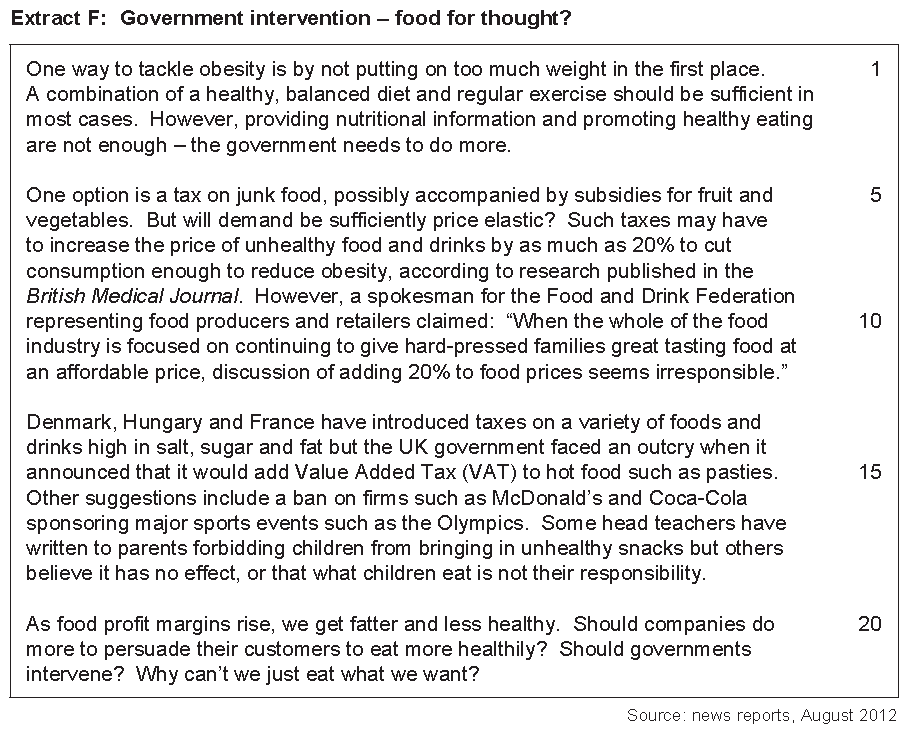 Extract F: Government intervention – food for thought?
One way to tackle obesity is by not putting on too much weight in the first place. 1
A combination of a healthy, balanced diet and regular exercise should be sufficient in
most cases. However, providing nutritional information and promoting healthy eating
are not enough – the government needs to do more.
One option is a tax on junk food, possibly accompanied by subsidies for fruit and 5
vegetables. But will demand be sufficiently price elastic? Such taxes may have
to increase the price of unhealthy food and drinks by as much as 20% to cut
consumption enough to reduce obesity, according to research published in the
British Medical Journal. However, a spokesman for the Food and Drink Federation
representing food producers and retailers claimed: “When the whole of the food 10
industry is focused on continuing to give hard-pressed families great tasting food at
an affordable price, discussion of adding 20% to food prices seems irresponsible.”
Denmark, Hungary and France have introduced taxes on a variety of foods and
drinks high in salt, sugar and fat but the UK government faced an outcry when it
announced that it would add Value Added Tax (VAT) to hot food such as pasties. 15
Other suggestions include a ban on firms such as McDonald’s and Coca-Cola
sponsoring major sports events such as the Olympics. Some head teachers have
written to parents forbidding children from bringing in unhealthy snacks but others
believe it has no effect, or that what children eat is not their responsibility.
As food profit margins rise, we get fatter and less healthy. Should companies do 20
more to persuade their customers to eat more healthily? Should governments
intervene? Why can’t we just eat what we want?
Source: news reports, August 2012